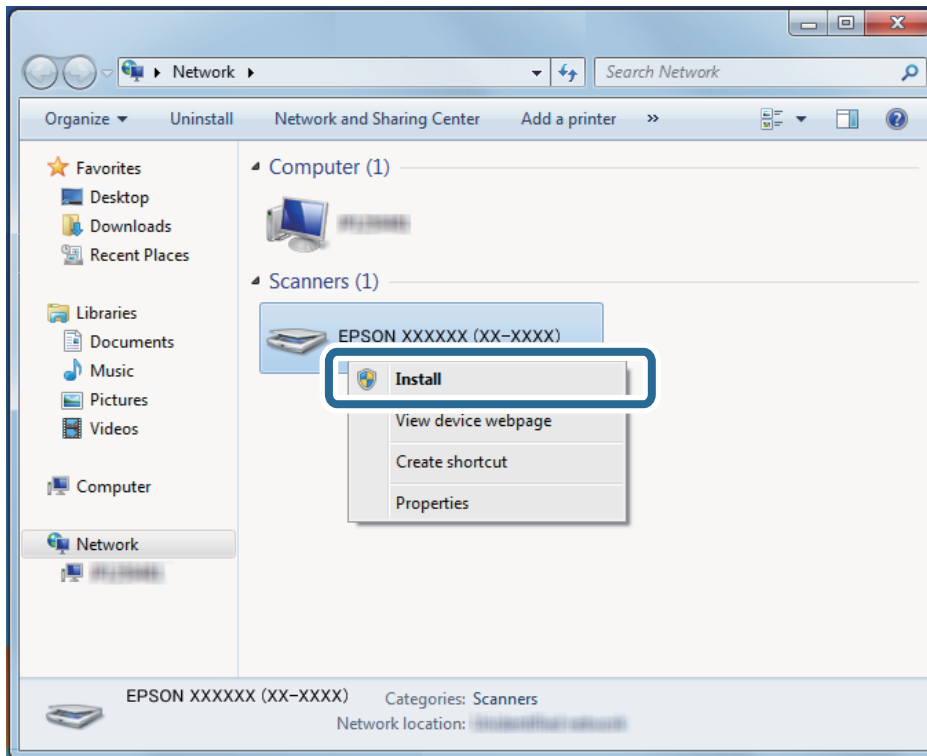 Network
Search Network
Organize Uninstall Network and Sharing Center Add a printer »
Favorites
Desktop
Downloads
Recent Places
Libraries
Documents
Music
Pictures
Videos
Computer
Network
Computer (1)
Scanners (1)
EPSON XXXXXX (XX-XXXX)
Install
View device webpage
Create shortcut
Properties
EPSON XXXXXX (XX-XXXX) Categories: Scanners
Network location: